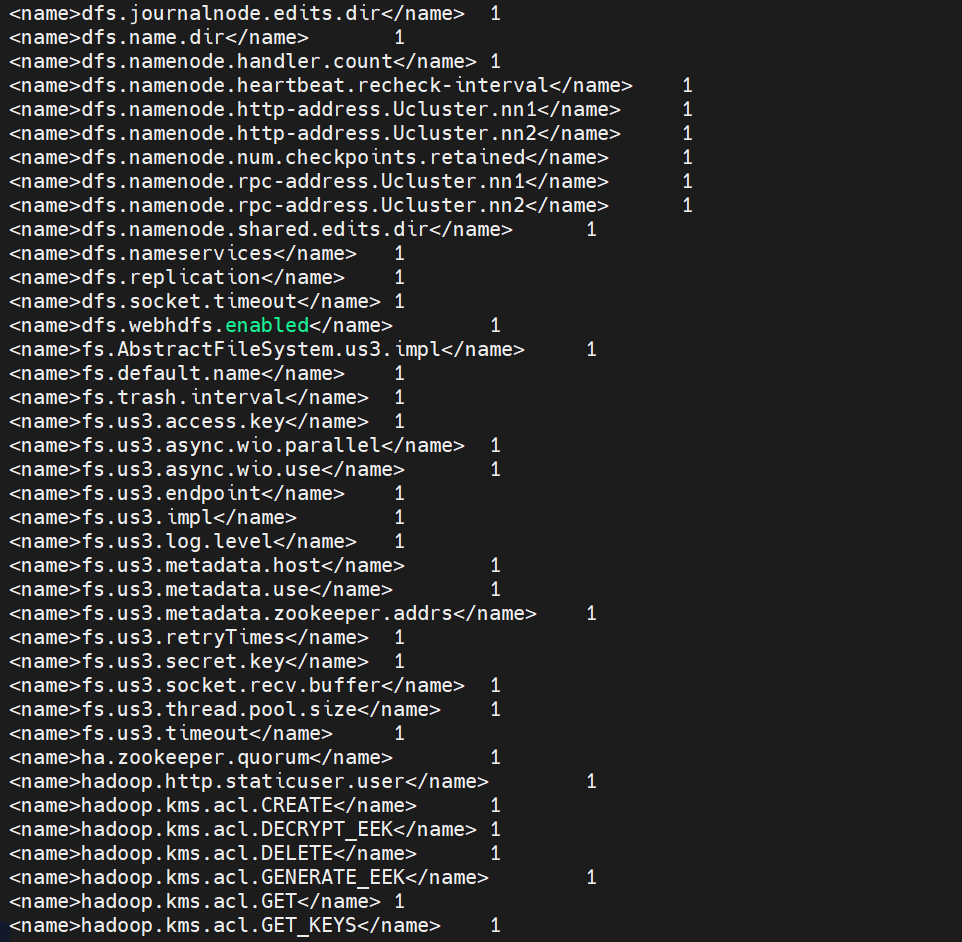 <name>dfs.journalnode.edits.dir</name>	1
<name>dfs.name.dir</name>	1
<name>dfs.namenode.handler.count</name>	1
<name>dfs.namenode.heartbeat.recheck-interval</name>	1
<name>dfs.namenode.http-address.Ucluster.nn1</name>	1
<name>dfs.namenode.http-address.Ucluster.nn2</name>	1
<name>dfs.namenode.num.checkpoints.retained</name>	1
<name>dfs.namenode.rpc-address.Ucluster.nn1</name>	1
<name>dfs.namenode.rpc-address.Ucluster.nn2</name>	1
<name>dfs.namenode.shared.edits.dir</name>	1
<name>dfs.nameservices</name>	1
<name>dfs.replication</name>	1
<name>dfs.socket.timeout</name>	1
<name>dfs.webhdfs.enabled</name>	1
<name>fs.AbstractFileSystem.us3.impl</name>	1
<name>fs.default.name</name>	1
<name>fs.trash.interval</name>	1
<name>fs.us3.access.key</name>	1
<name>fs.us3.async.wio.parallel</name>	1
<name>fs.us3.async.wio.use</name>	1
<name>fs.us3.endpoint</name>	1
<name>fs.us3.impl</name>	1
<name>fs.us3.log.level</name>	1
<name>fs.us3.metadata.host</name>	1
<name>fs.us3.metadata.use</name>	1
<name>fs.us3.metadata.zookeeper.addrs</name>	1
<name>fs.us3.retryTimes</name>	1
<name>fs.us3.secret.key</name>	1
<name>fs.us3.socket.recv.buffer</name>	1
<name>fs.us3.thread.pool.size</name>	1
<name>fs.us3.timeout</name>	1
<name>ha.zookeeper.quorum</name>	1
<name>hadoop.http.staticuser.user</name>	1
<name>hadoop.kms.acl.CREATE</name>	1
<name>hadoop.kms.acl.DECRYPT_EEK</name>	1
<name>hadoop.kms.acl.DELETE</name>	1
<name>hadoop.kms.acl.GENERATE_EEK</name>	1
<name>hadoop.kms.acl.GET</name>	1
<name>hadoop.kms.acl.GET_KEYS</name>	1